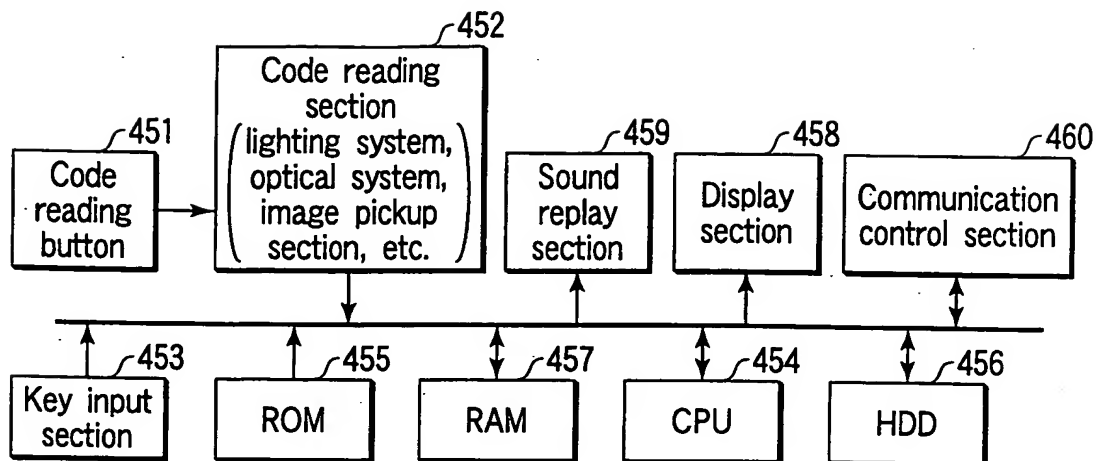 452
Code reading
section
lighting system,
optical system,
image pickup
section, etc.
451
Code
reading
button
459
Sound
replay
section
458
Display
section
460
Communication
control section
453
Key input
section
455
ROM
457
RAM
454
CPU
456
HDD